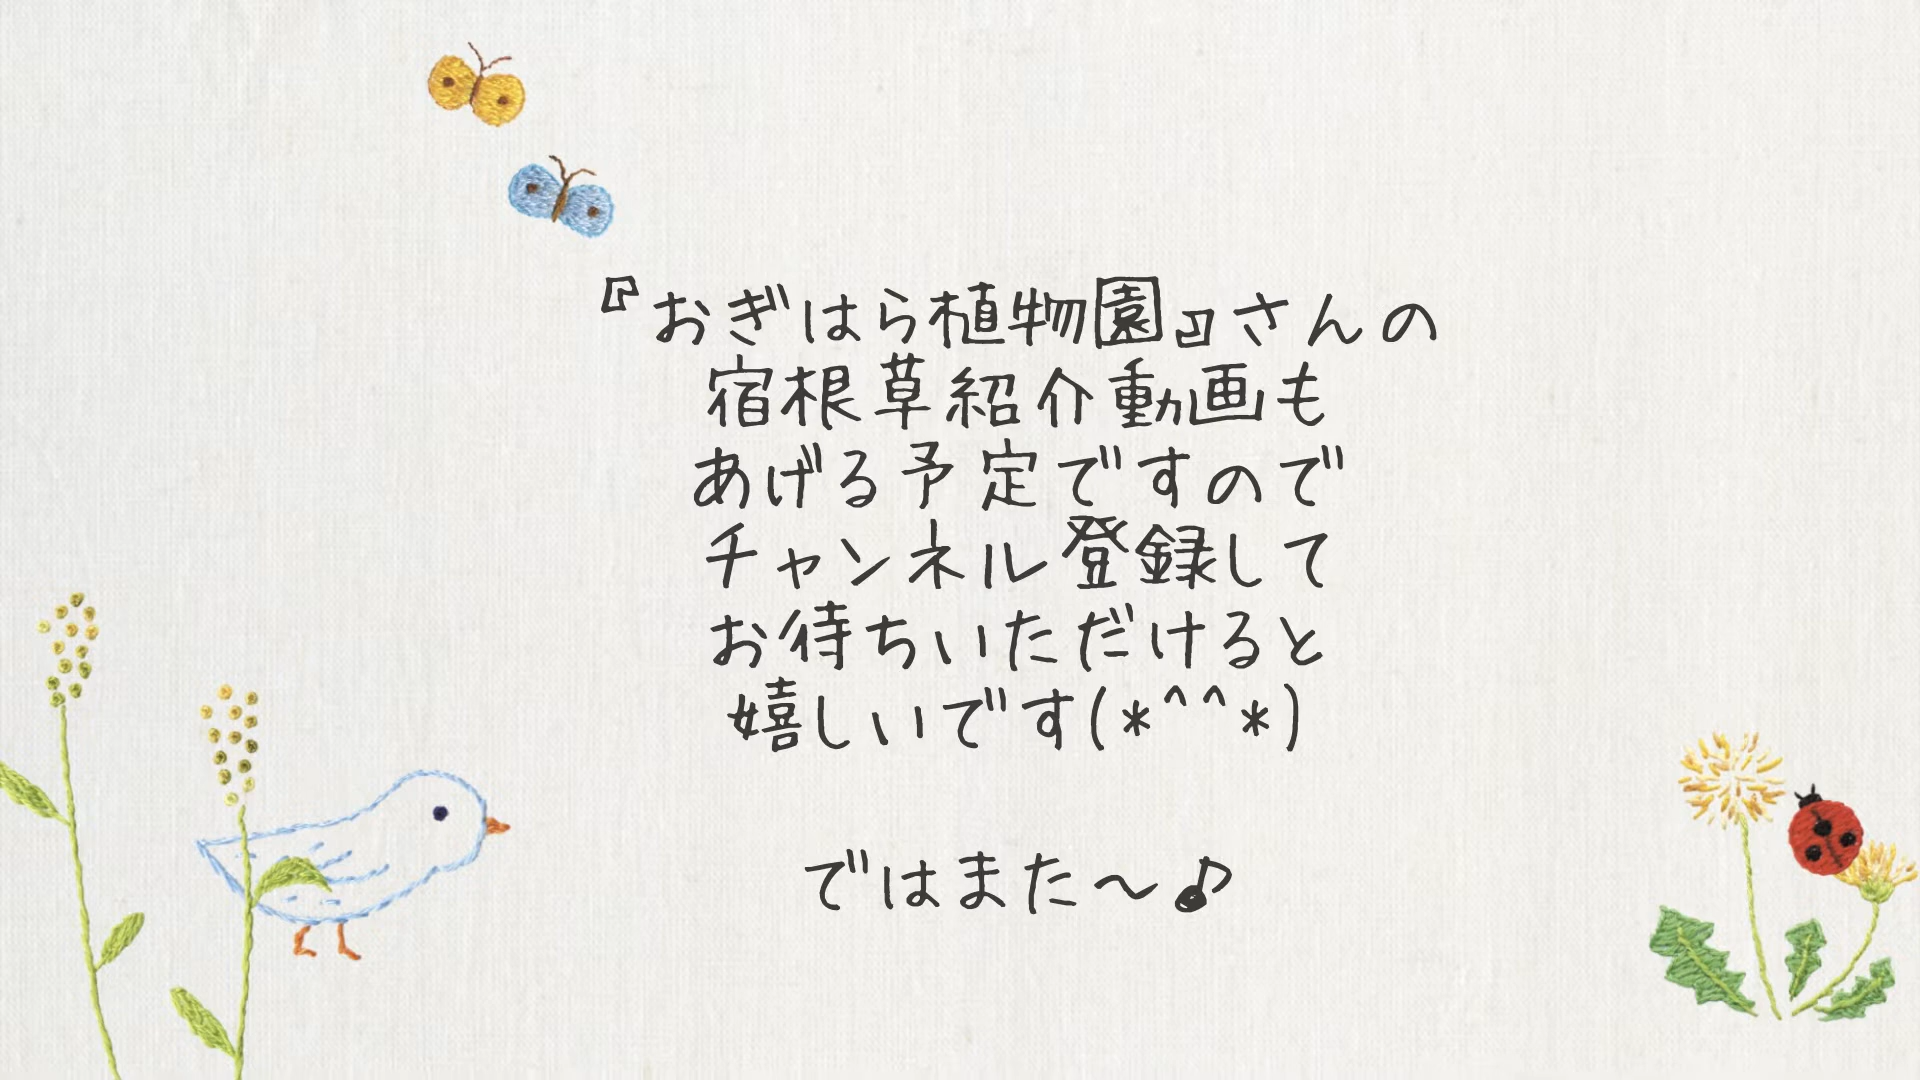 『おぎはら植物園』さんの
宿根草紹介動画も
あげる予定ですので
チャンネル登録して
お待ちいただけると
嬉しいです(*^^*)
ではまた～♪